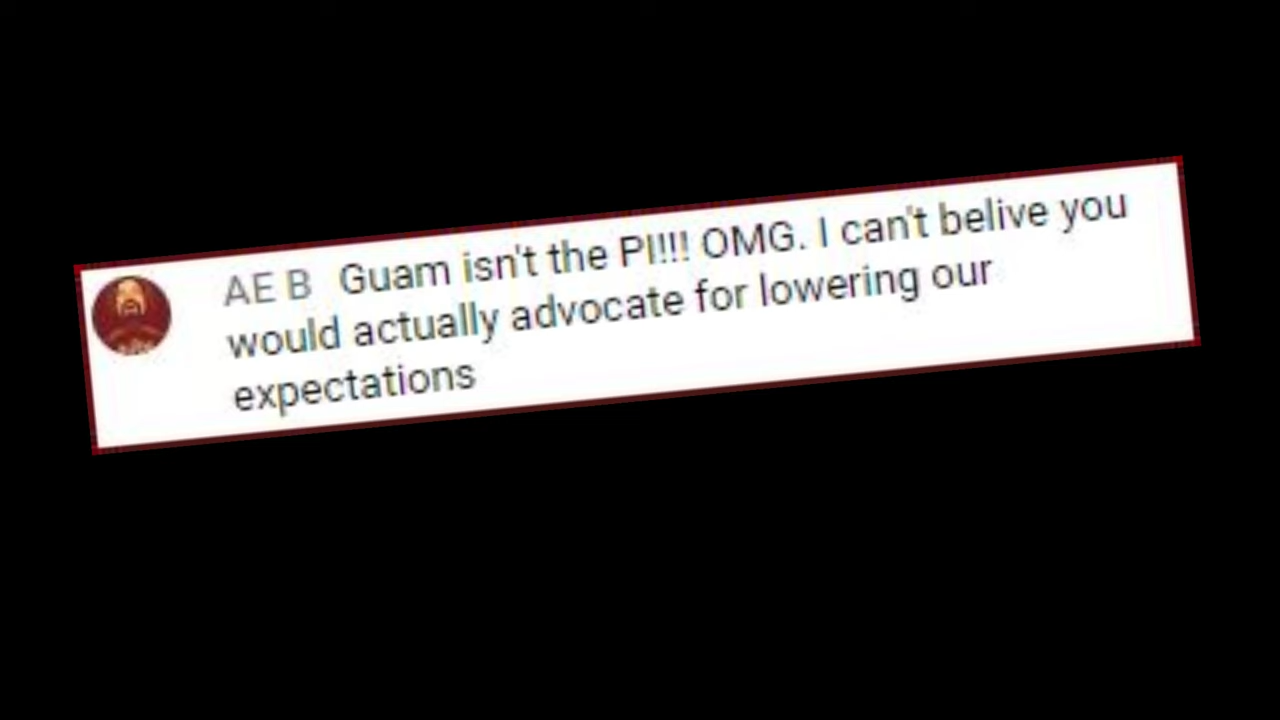 AE B Guam isn't the PI!!! OMG. I can't belive you
would actually advocate for lowering our
expectations